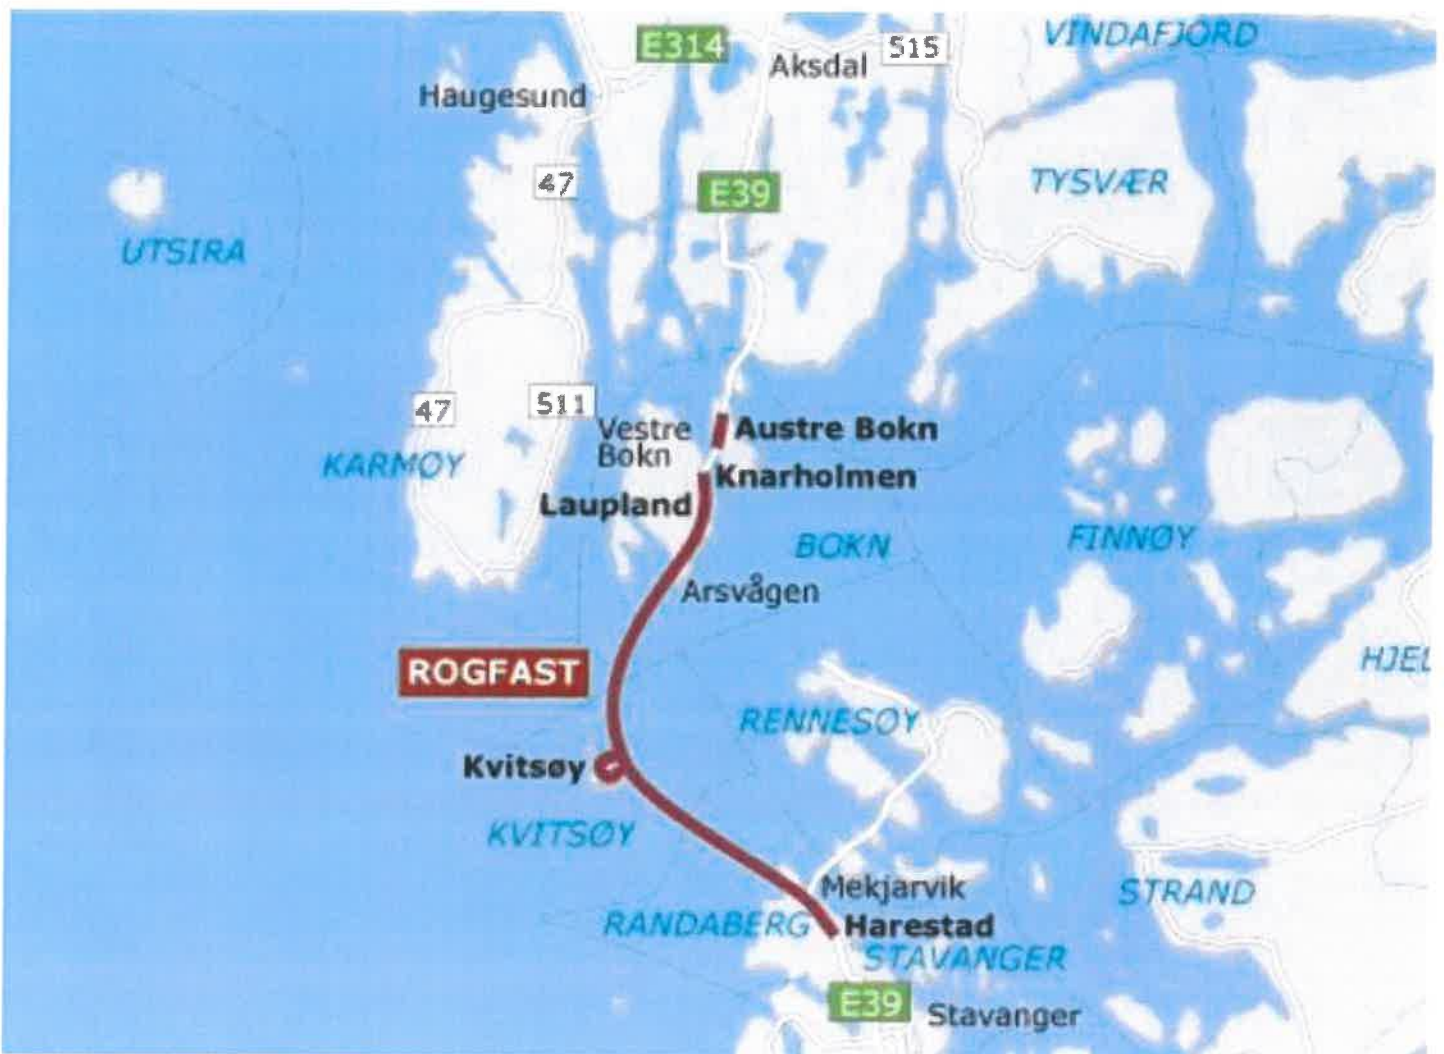 VINDAFJORD
E314
515
Aksdal
Haugesund
47
E39
TYSVÆR
UTSIRA
47
511
Vestre
Bokn
Austre Bokn
KARMØY
Knarholmen
Laupland
BOKN
FINNØY
Arsvågen
ROGFAST
HJEL
RENNESØY
Kvitsøy
KVITSØY
Mekjarvik
STRAND
RANDABERG
Harestad
STAVANGER
E39
Stavanger